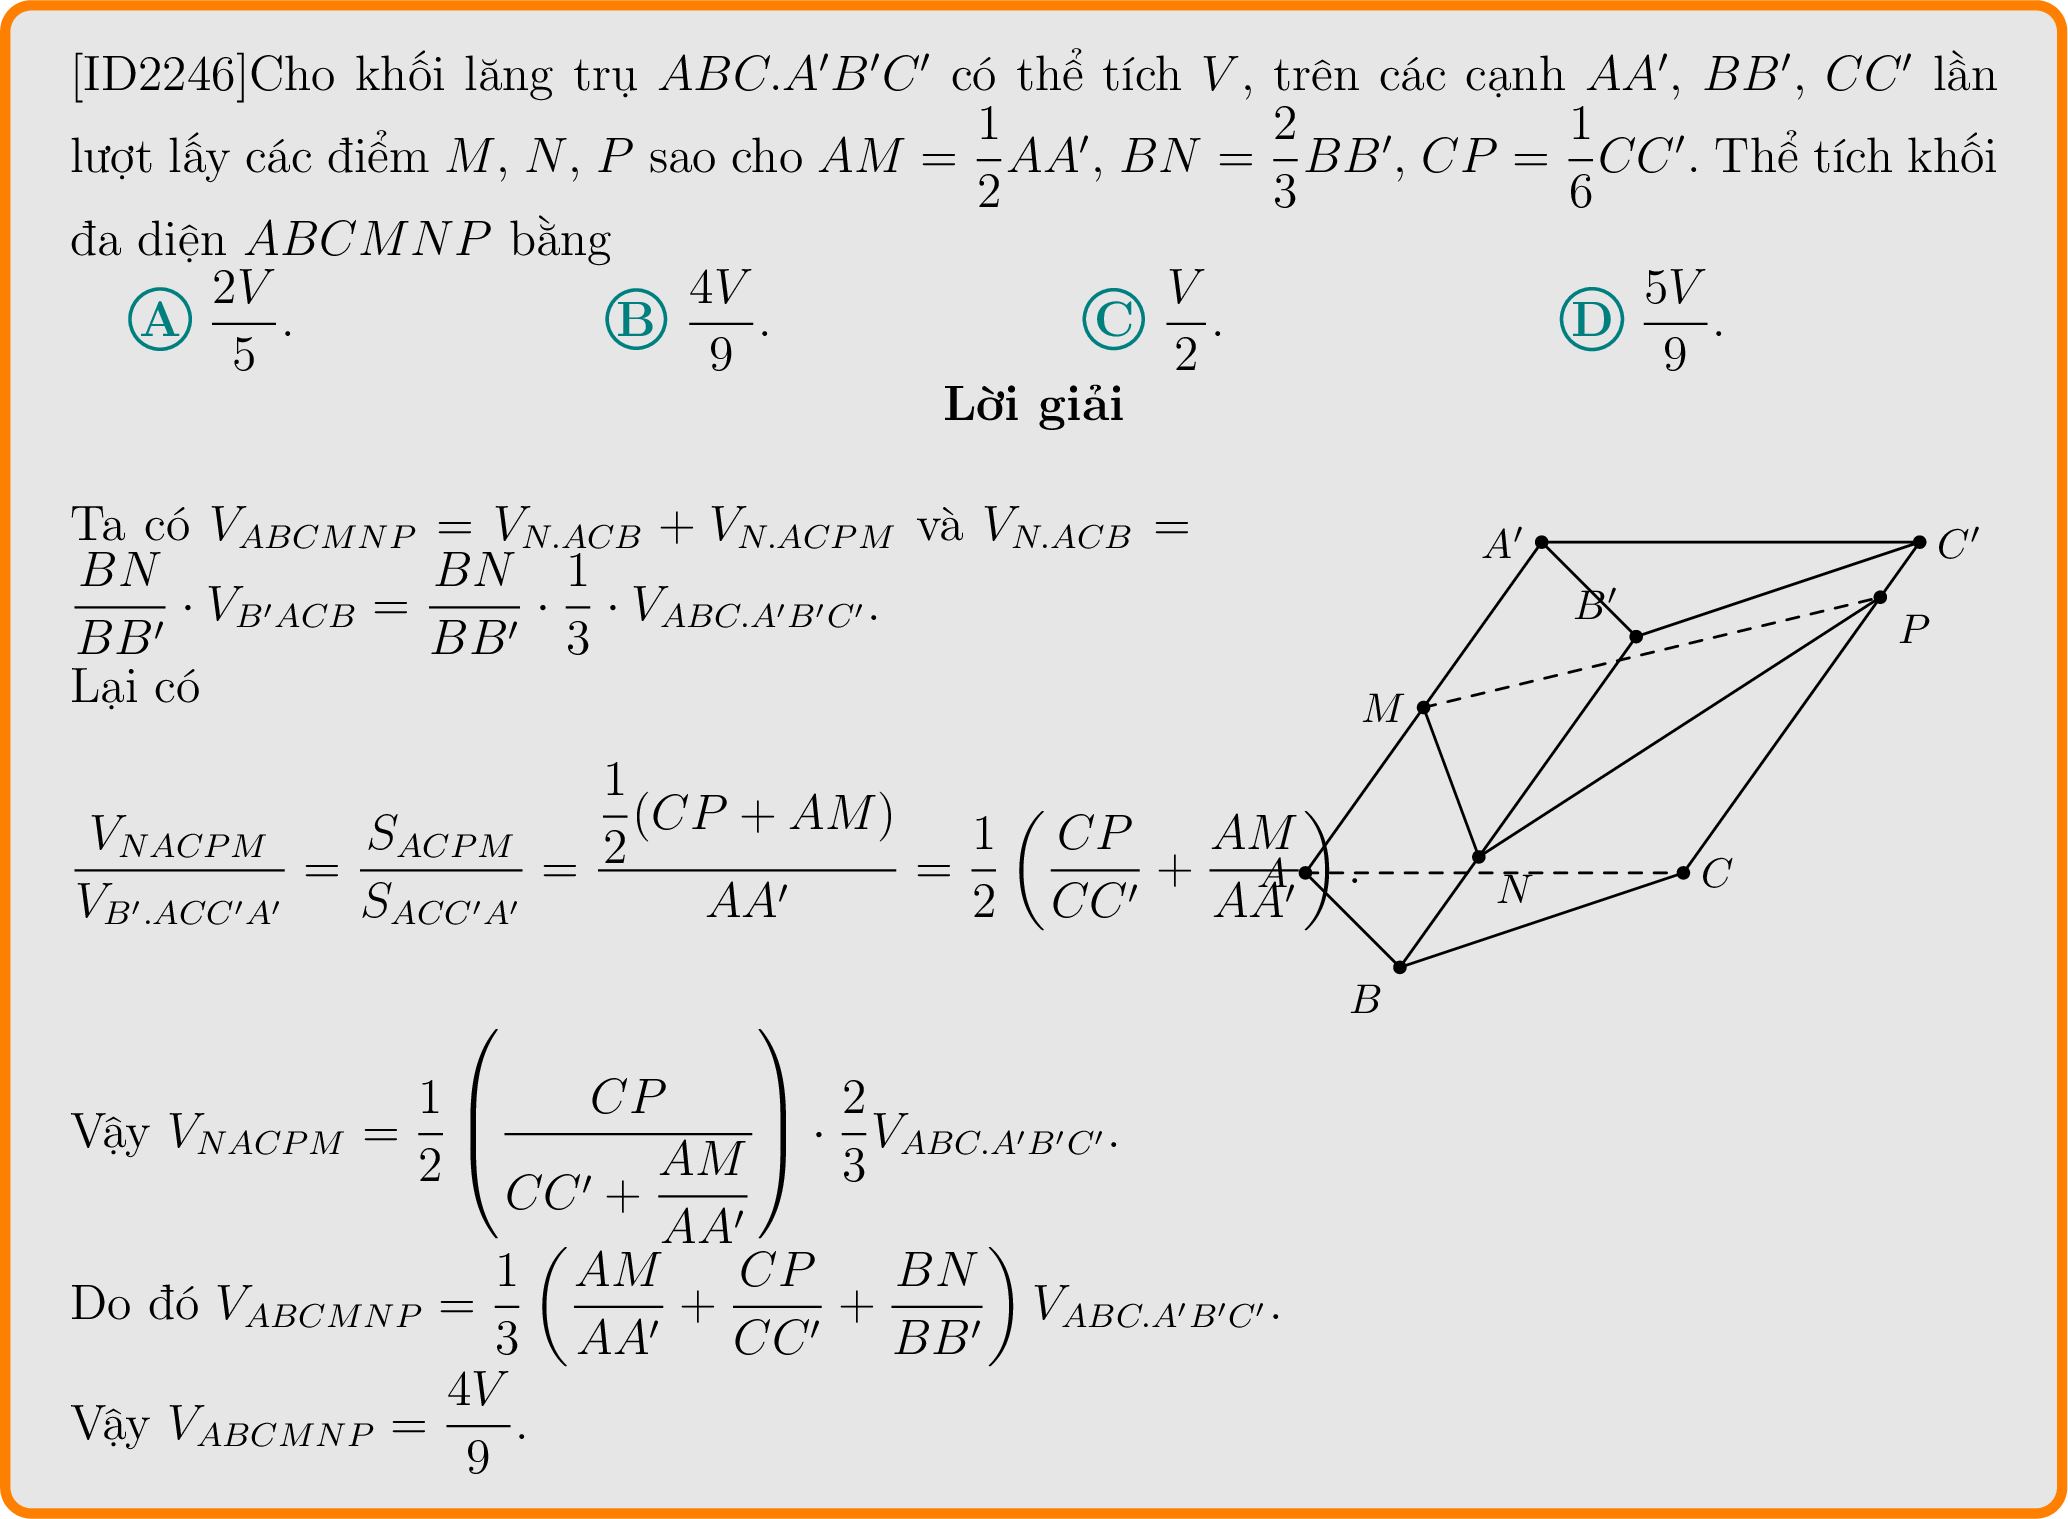 [ID2246]Cho khối lăng trụ ABC.A′B′C′ có thể tích V, trên các cạnh AA′, BB′, CC′ lần
lượt lấy các điểm M, N, P sao cho AM = \frac{1}{2}AA′, BN = \frac{2}{3}BB′, CP = \frac{1}{6}CC′. Thể tích khối
đa diện ABCMNP bằng
A \frac{2V}{5}. B \frac{4V}{9}. C \frac{V}{2}. D \frac{5V}{9}.
Lời giải
Ta có V_{ABCMNP} = V_{N.ACB} + V_{N.ACPM} và V_{N.ACB} =
\frac{BN}{BB′} · V_{B′ACB} = \frac{BN}{BB′} · \frac{1}{3} · V_{ABC.A′B′C′}.
Lại có
\frac{V_{NACPM}}{V_{B′.ACC′A′}} = \frac{S_{ACPM}}{S_{ACC′A′}} = \frac{\frac{1}{2}(CP + AM)}{AA′} = \frac{1}{2}\left(\frac{CP}{CC′} + \frac{AM}{AA′}\right).
A′
C′
B′
P
M
A
N
C
B
Vậy V_{NACPM} = \frac{1}{2}\left(\frac{CP}{CC′ + \frac{AM}{AA′}}\right) · \frac{2}{3}V_{ABC.A′B′C′}.
Do đó V_{ABCMNP} = \frac{1}{3}\left(\frac{AM}{AA′} + \frac{CP}{CC′} + \frac{BN}{BB′}\right)V_{ABC.A′B′C′}.
Vậy V_{ABCMNP} = \frac{4V}{9}.